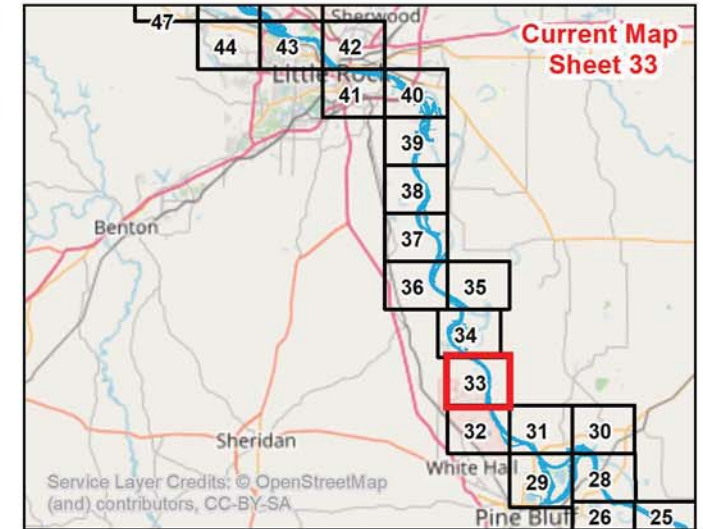 Sherwood
Current Map
Sheet 33
47
44
43
42
Little Rock
41
40
39
38
Benton
37
36
35
34
33
Sheridan
32
31
30
White Hall
29
28
Service Layer Credits: © OpenStreetMap
(and) contributors, CC-BY-SA
Pine Bluff
26
25